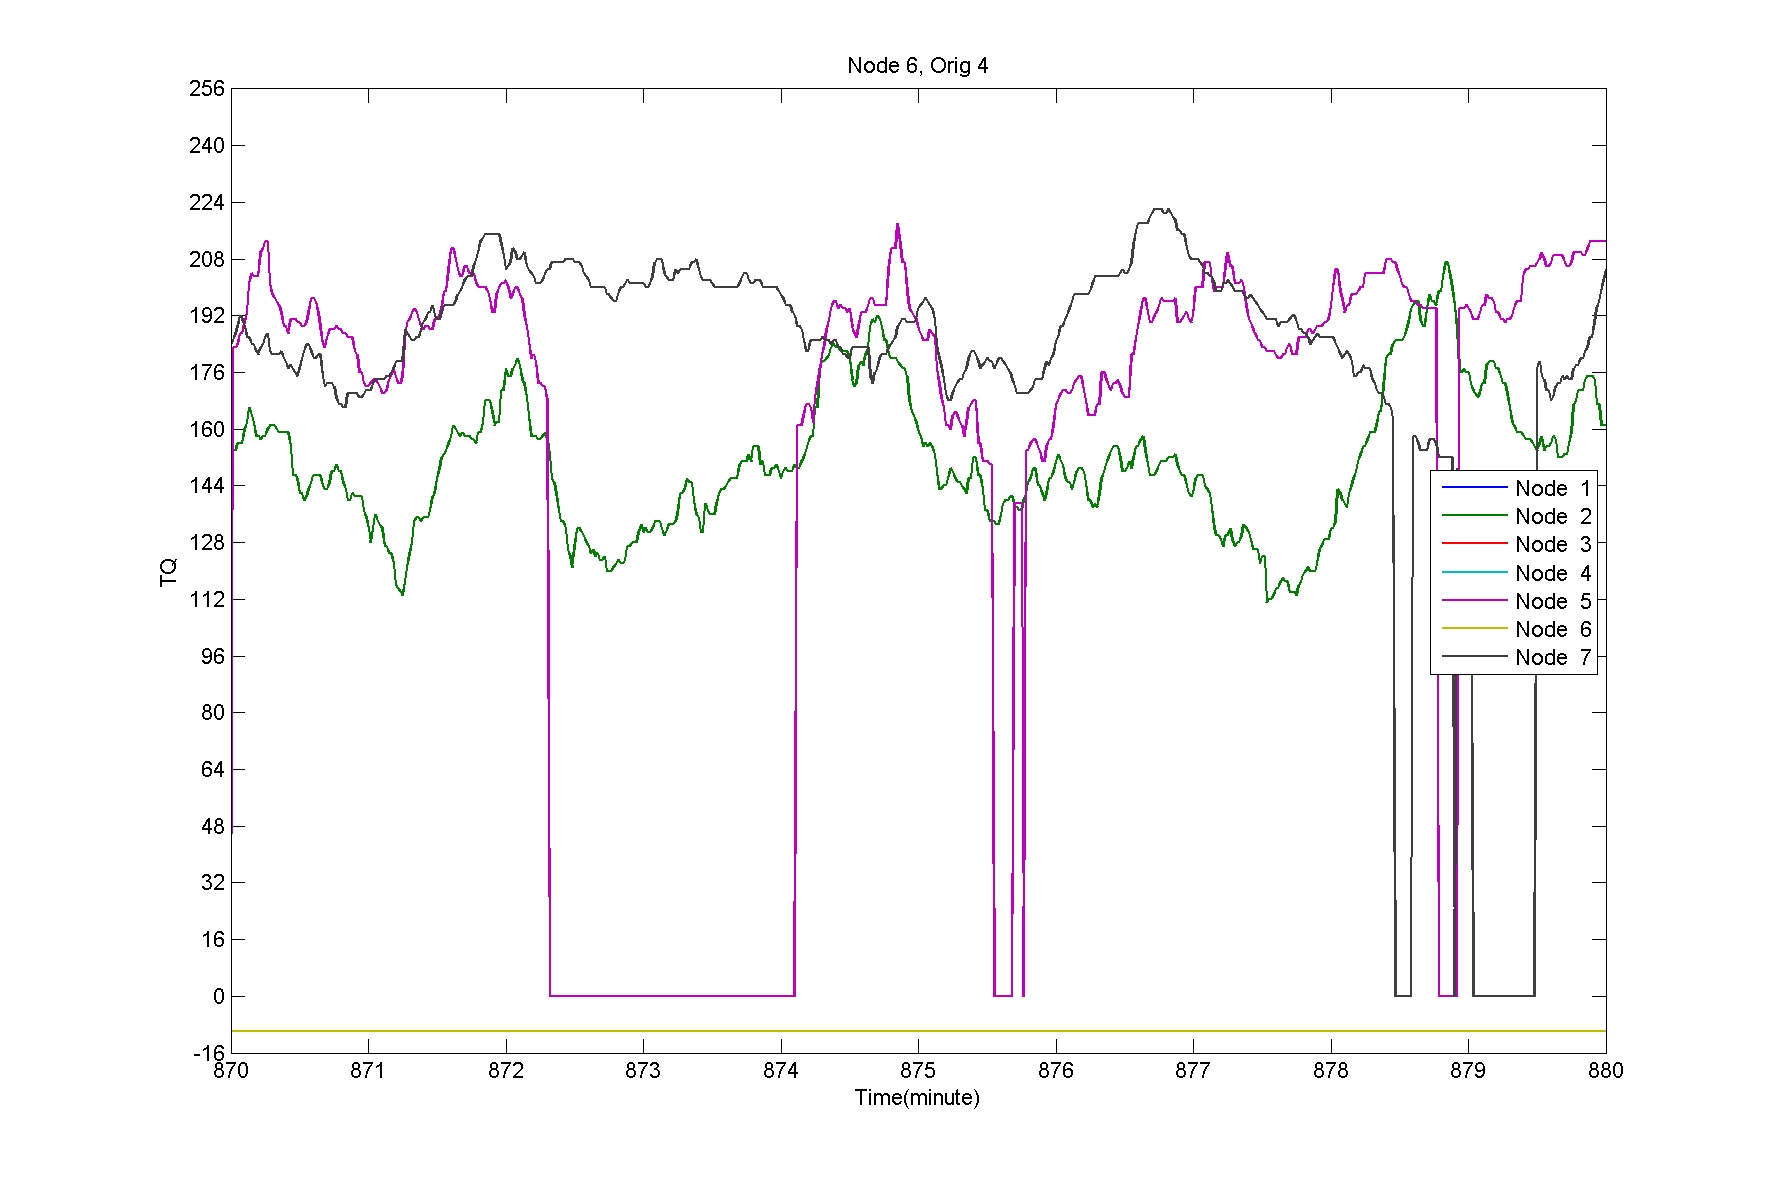 Node 6, Orig 4
256
240
224
208
192
176
160
144
128
112
96
80
64
48
32
16
0
-16
TQ
Node 1
Node 2
Node 3
Node 4
Node 5
Node 6
Node 7
870 871 872 873 874 875 876 877 878 879 880
Time(minute)